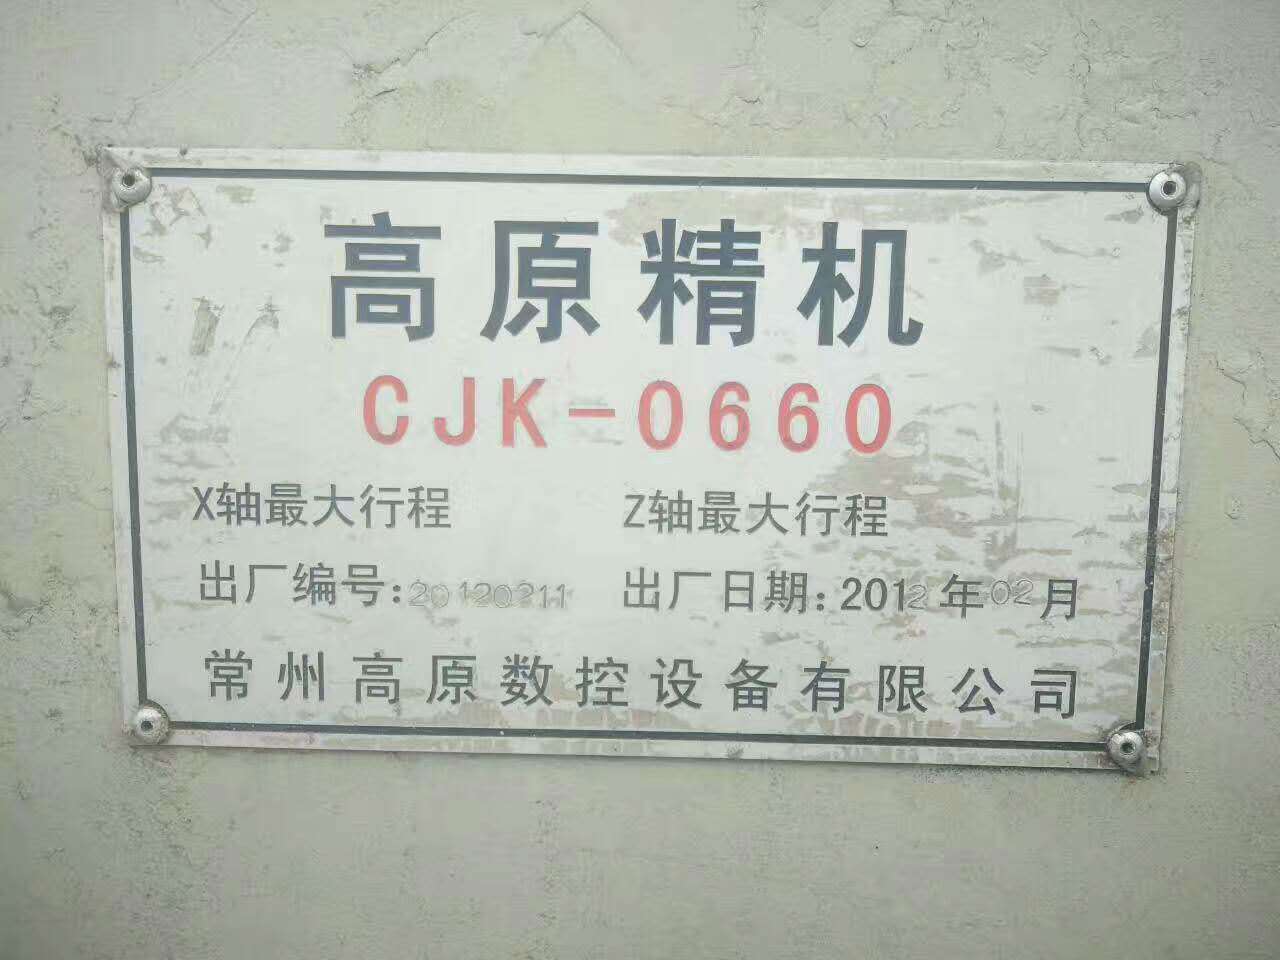 高原精机
CJK-0660
X轴最大行程 Z轴最大行程
出厂编号:20120211 出厂日期:2012年02月
常州高原数控设备有限公司